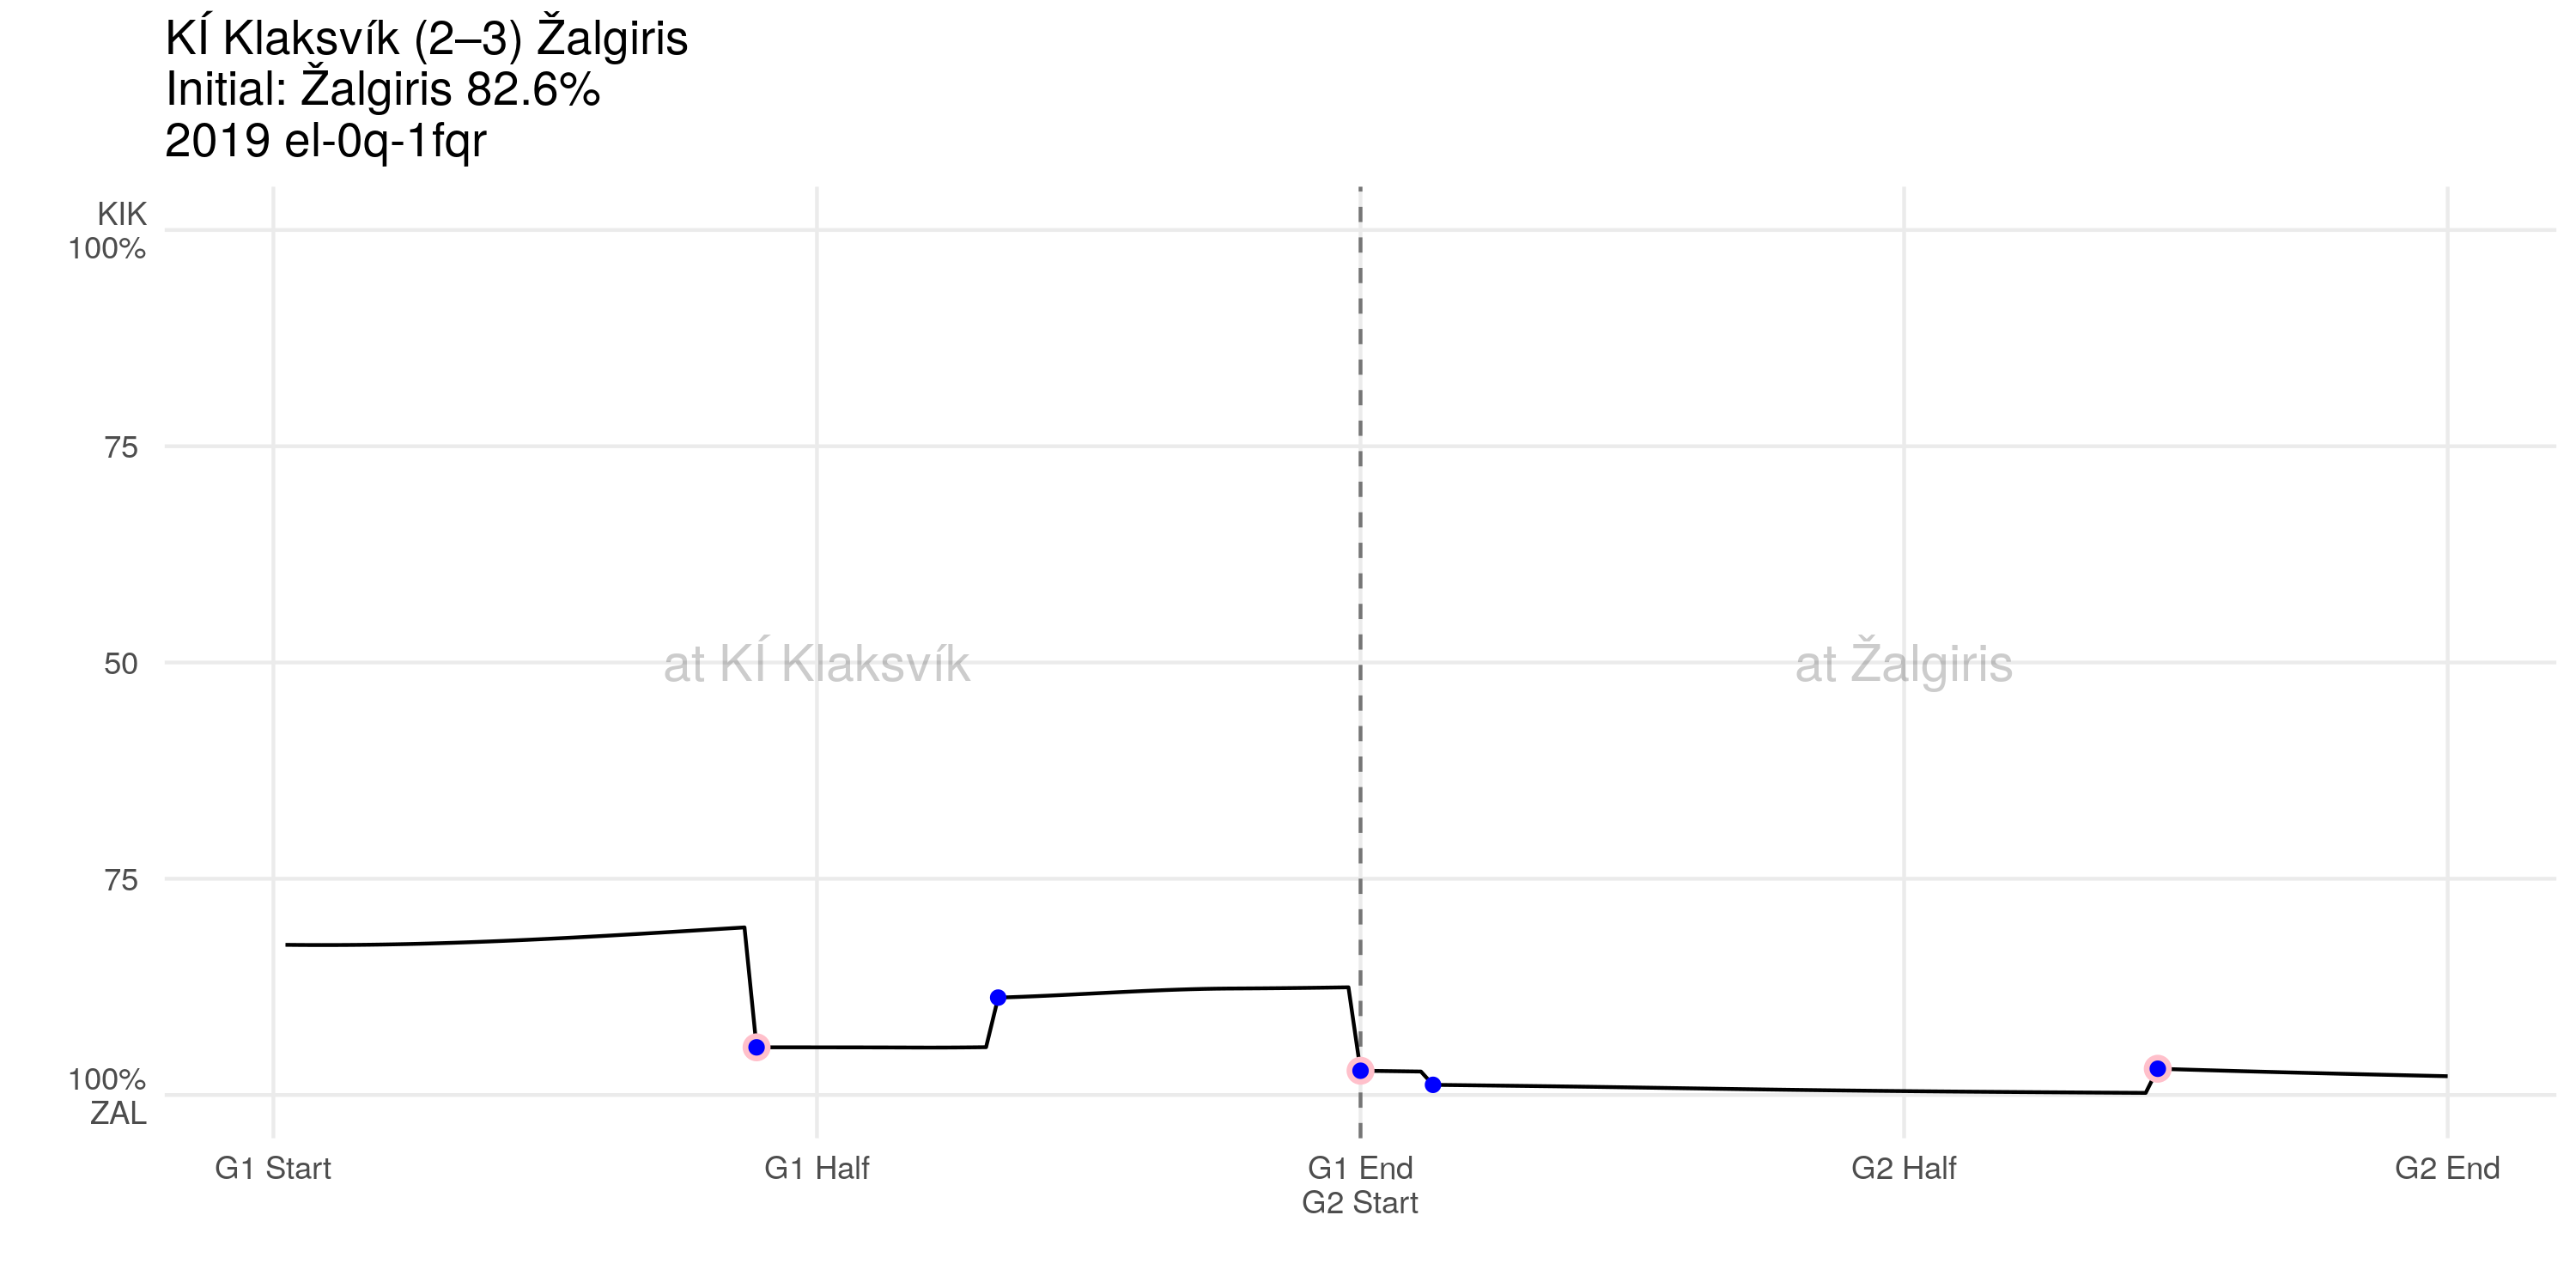 KÍ Klaksvík (2–3) Žalgiris
Initial: Žalgiris 82.6%
2019 el-0q-1fqr
KIK
100%
75
50
75
100%
ZAL
at KÍ Klaksvík
at Žalgiris
G1 Start
G1 Half
G1 End
G2 Start
G2 Half
G2 End